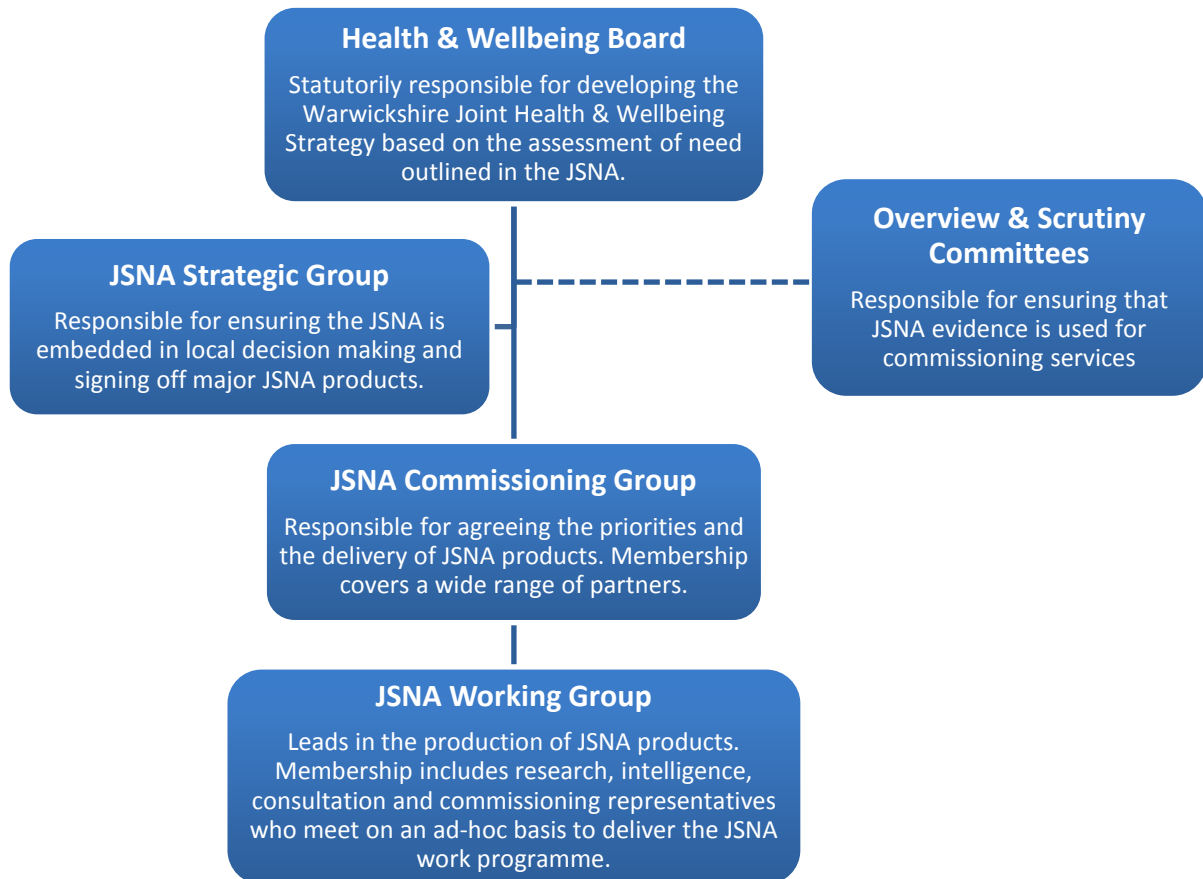 Health & Wellbeing Board
Statutorily responsible for developing the
Warwickshire Joint Health & Wellbeing
Strategy based on the assessment of need
outlined in the JSNA.
Overview & Scrutiny
Committees
Responsible for ensuring that
JSNA evidence is used for
commissioning services
JSNA Strategic Group
Responsible for ensuring the JSNA is
embedded in local decision making and
signing off major JSNA products.
JSNA Commissioning Group
Responsible for agreeing the priorities and
the delivery of JSNA products. Membership
covers a wide range of partners.
JSNA Working Group
Leads in the production of JSNA products.
Membership includes research, intelligence,
consultation and commissioning representatives
who meet on an ad-hoc basis to deliver the JSNA
work programme.